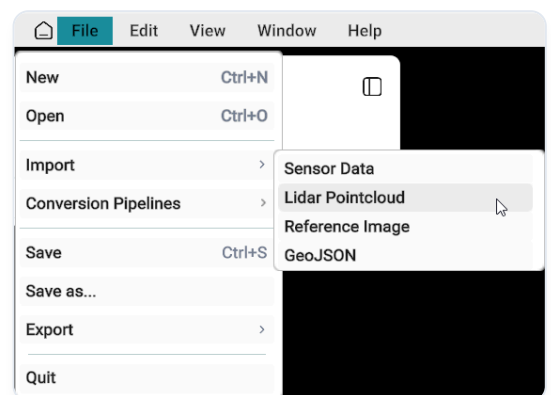 File Edit View Window Help
New Ctrl+N
Open Ctrl+O
Import
Conversion Pipelines
Save Ctrl+S
Save as...
Export
Quit
Sensor Data
Lidar Pointcloud
Reference Image
GeoJSON